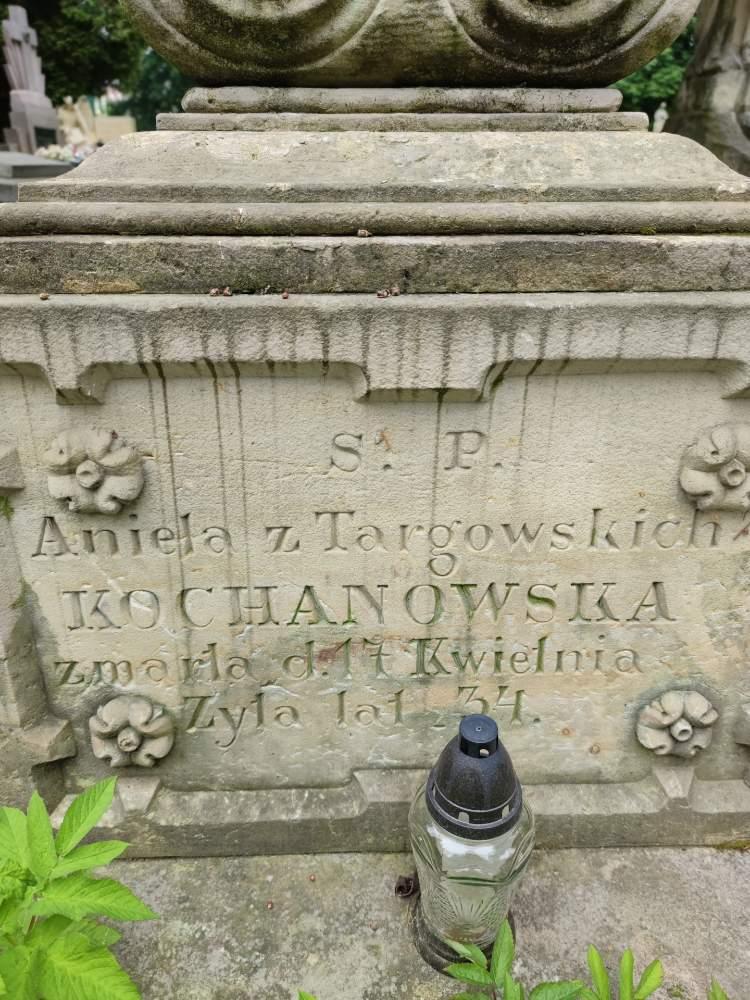 Ś. P.
Aniela z Targowskich
KOCHANOWSKA
zmarła d. 17 Kwietnia
Żyła lat 34.